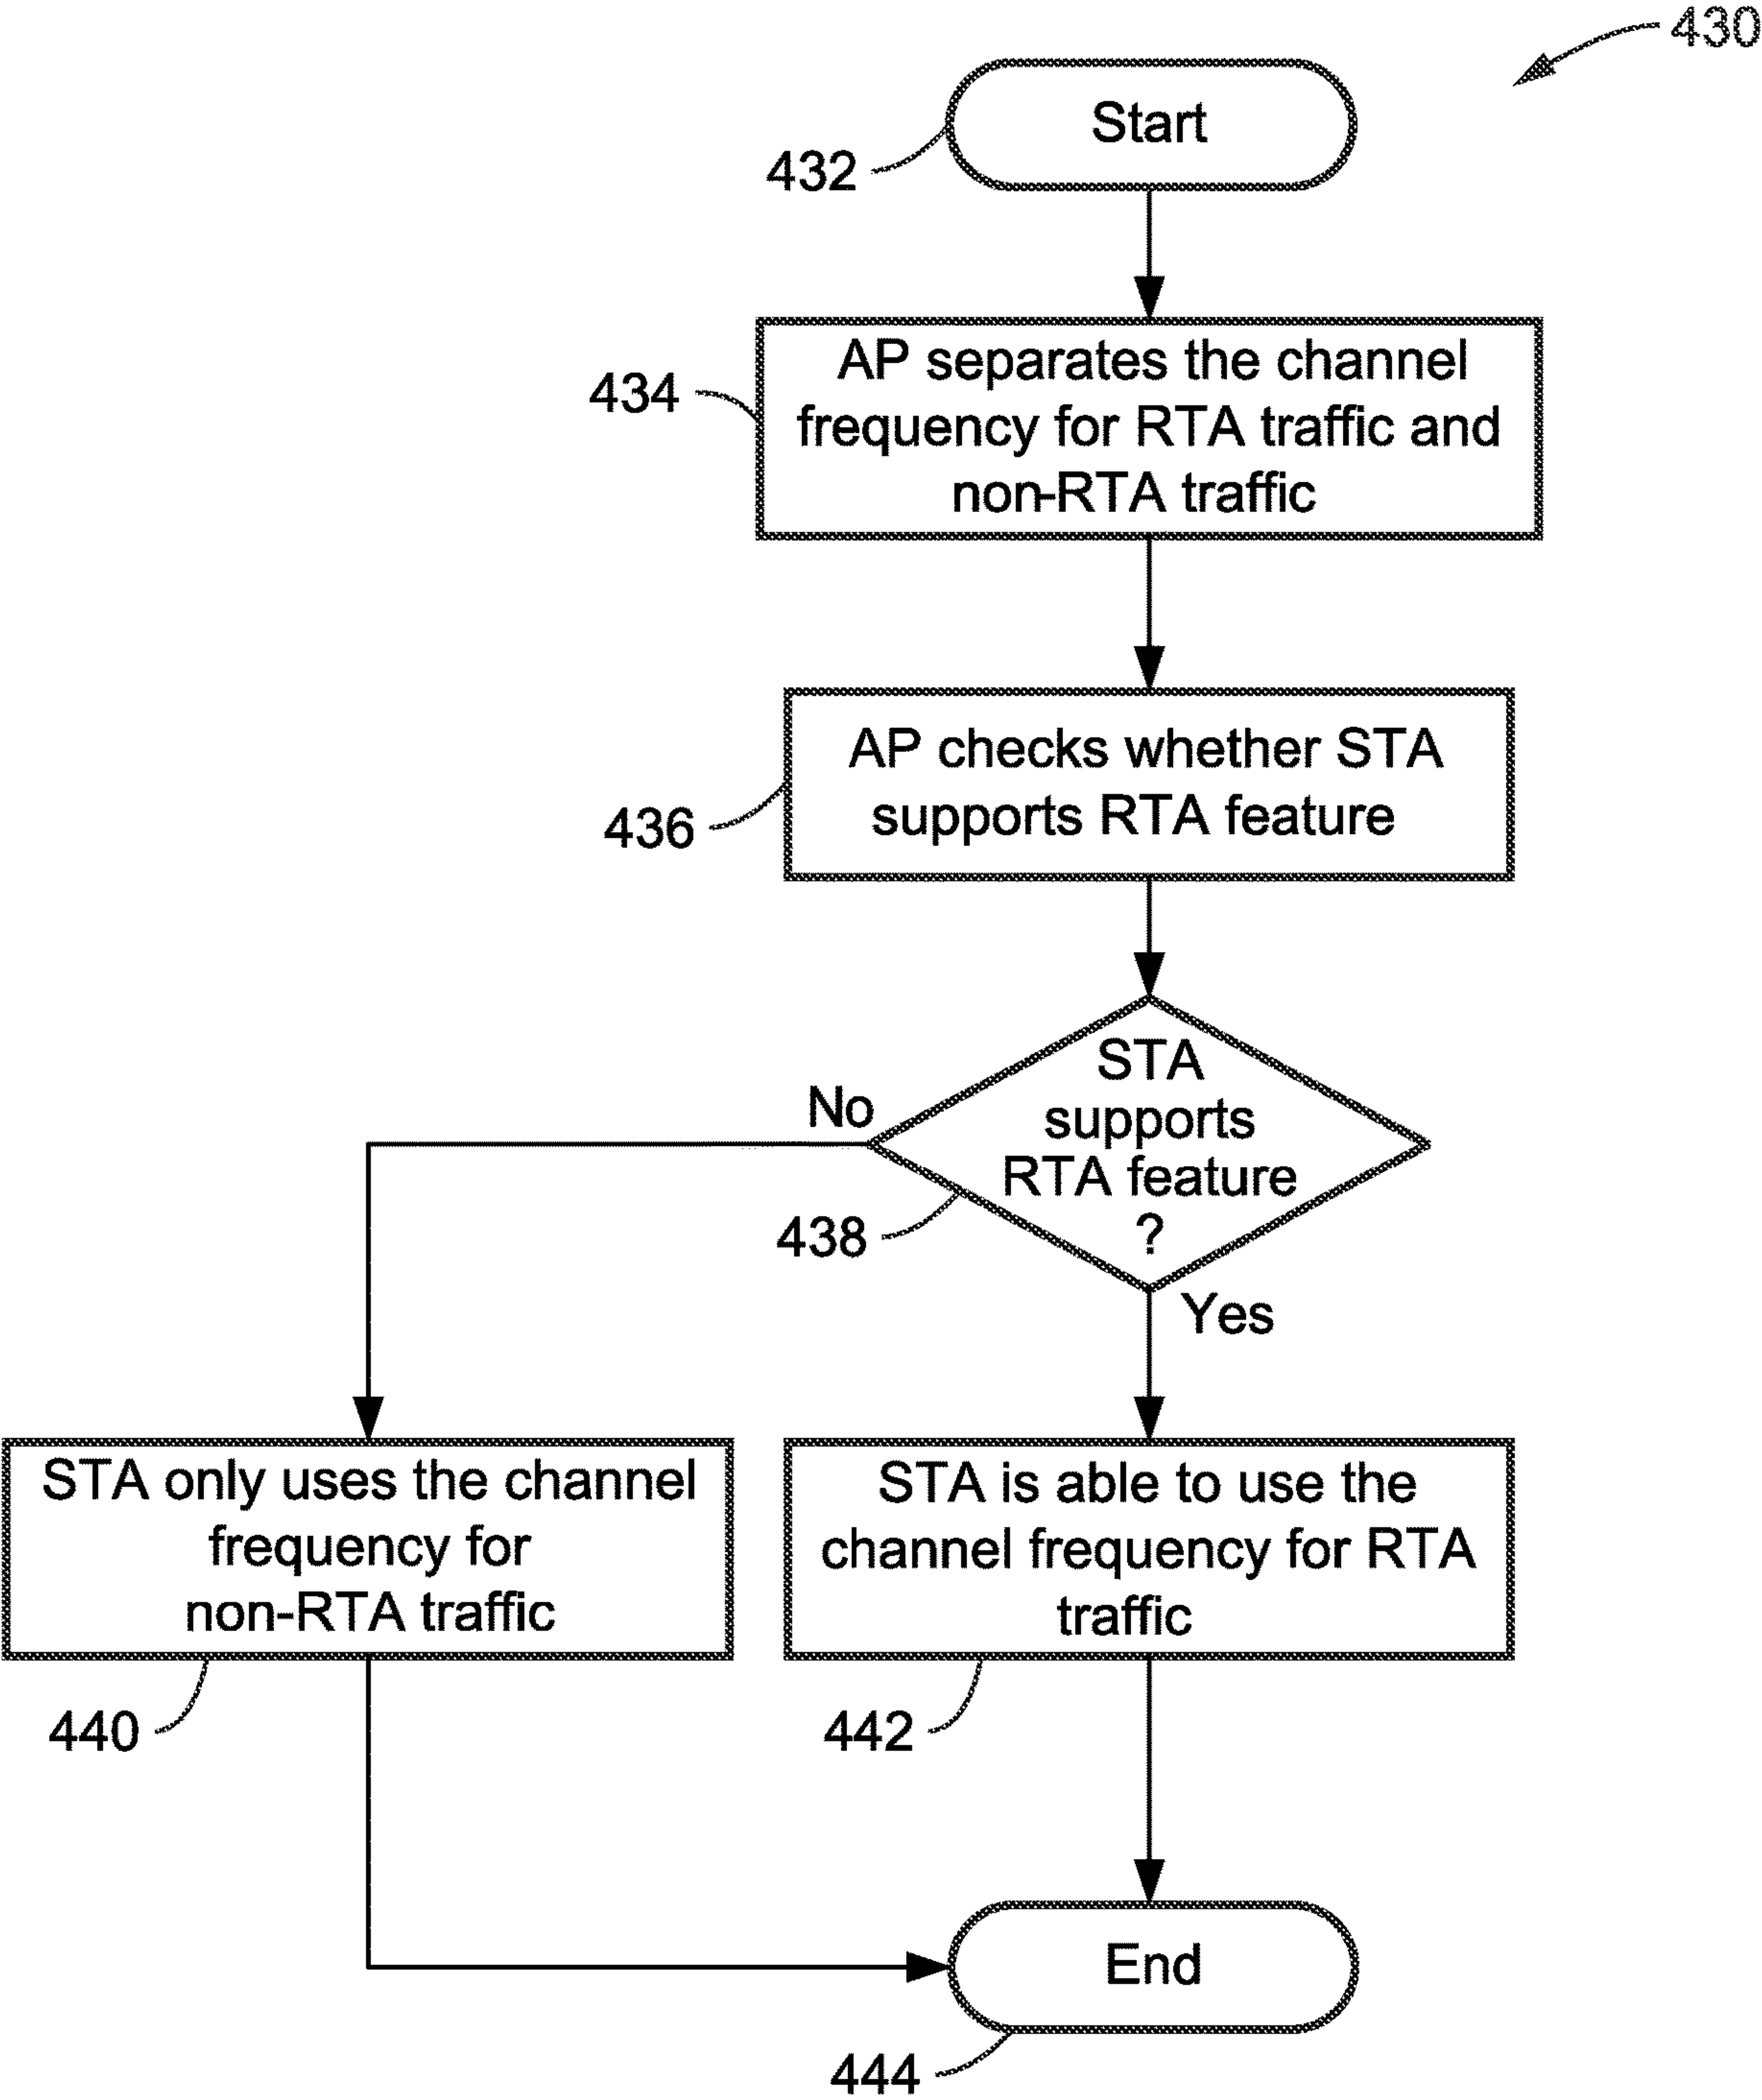 430
Start
432
AP separates the channel
frequency for RTA traffic and
non-RTA traffic
434
AP checks whether STA
supports RTA feature
436
STA
supports
RTA feature
?
No
438
Yes
STA only uses the channel
frequency for
non-RTA traffic
440
STA is able to use the
channel frequency for RTA
traffic
442
End
444